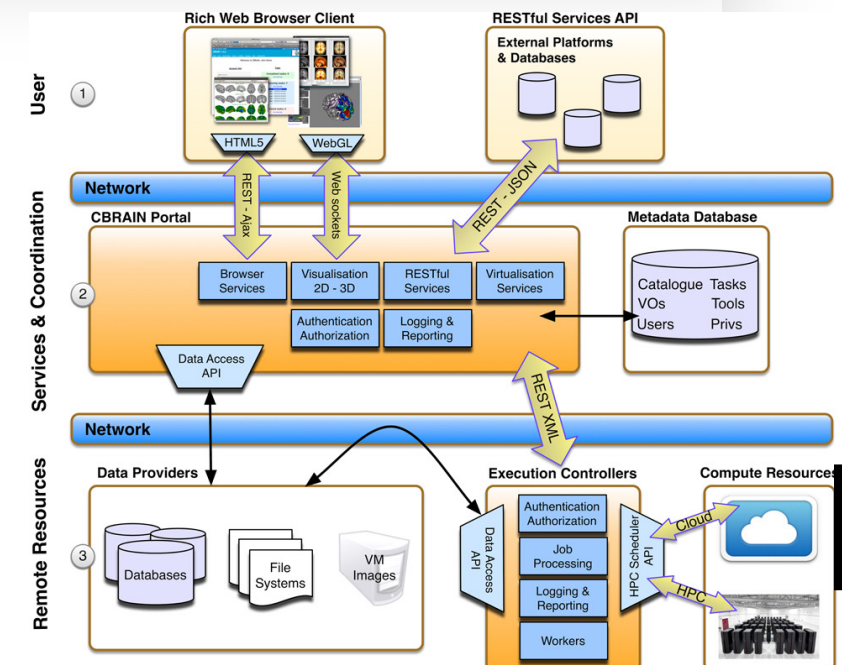 Rich Web Browser Client
RESTful Services API
User
1
External Platforms
& Databases
HTML5
WebGL
Network
REST - Ajax
Web sockets
REST - JSON
Services & Coordination
2
CBRAIN Portal
Metadata Database
Browser
Services
Visualisation
2D - 3D
RESTful
Services
Virtualisation
Services
Authentication
Authorization
Logging &
Reporting
Catalogue Tasks
VOs Tools
Users Privs
Data Access
API
REST XML
Network
Remote Resources
3
Data Providers
Execution Controllers
Compute Resources
Databases
File
Systems
VM
Images
Data Access
API
Authentication
Authorization
Job
Processing
Logging &
Reporting
Workers
HPC Scheduler
API
Cloud
HPC